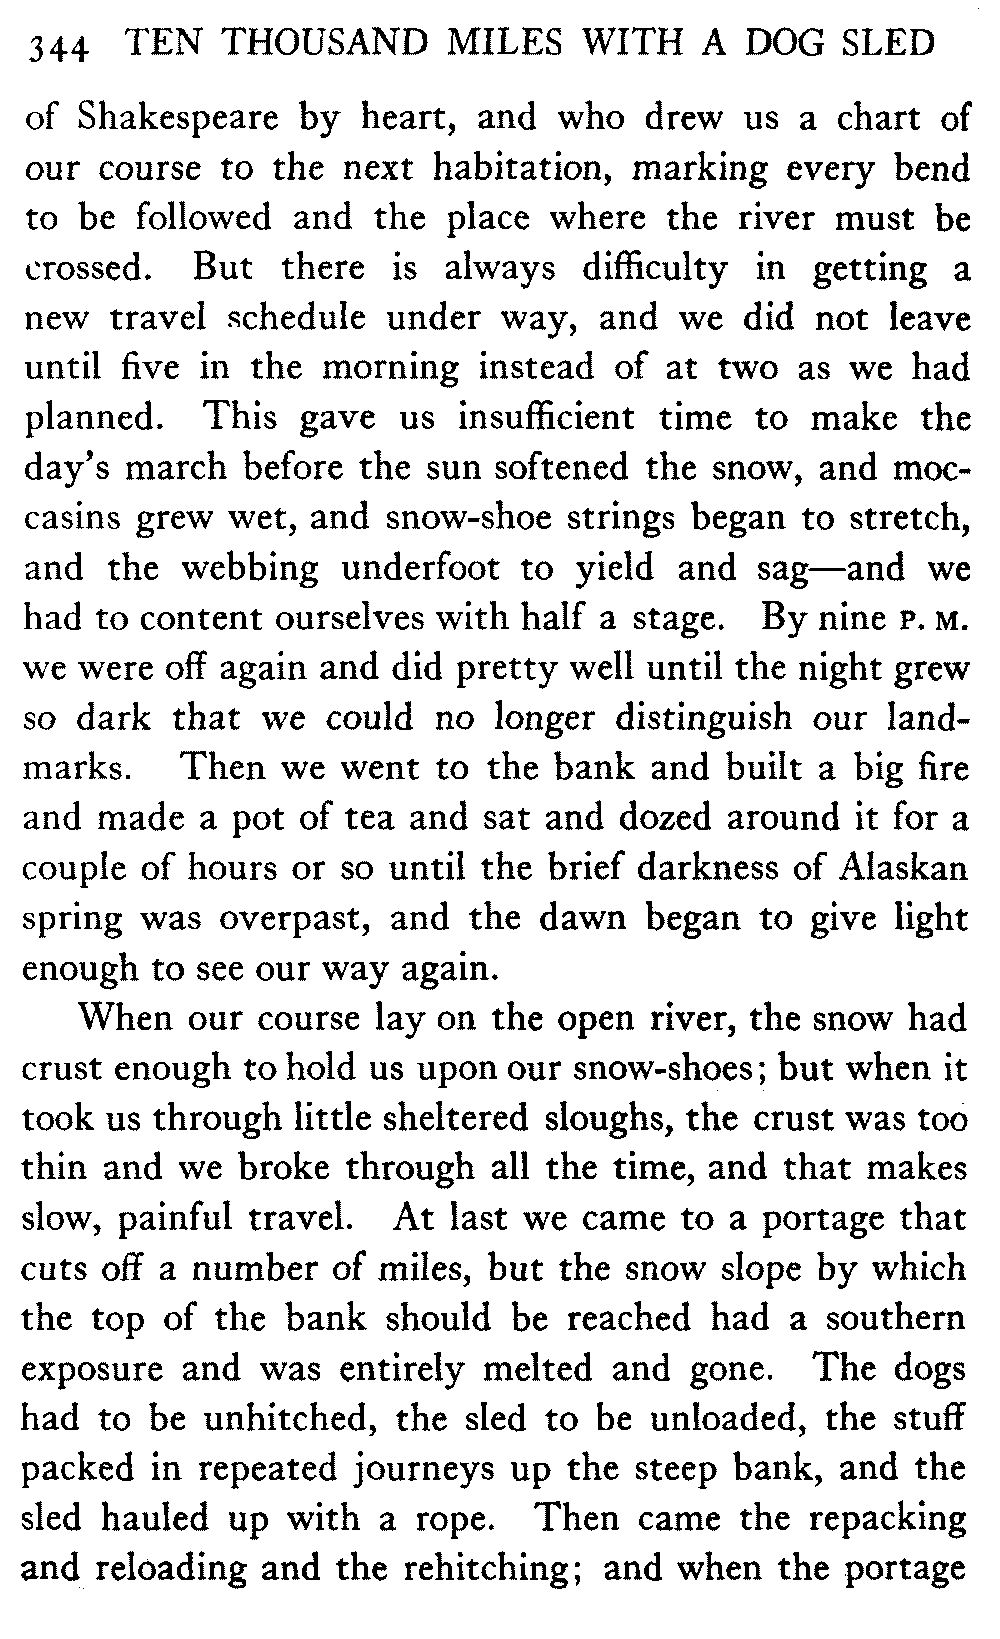 344 TEN THOUSAND MILES WITH A DOG SLED
of Shakespeare by heart, and who drew us a chart of
our course to the next habitation, marking every bend
to be followed and the place where the river must be
crossed. But there is always difficulty in getting a
new travel schedule under way, and we did not leave
until five in the morning instead of at two as we had
planned. This gave us insufficient time to make the
day's march before the sun softened the snow, and moc-
casins grew wet, and snow-shoe strings began to stretch,
and the webbing underfoot to yield and sag—and we
had to content ourselves with half a stage. By nine P. M.
we were off again and did pretty well until the night grew
so dark that we could no longer distinguish our land-
marks. Then we went to the bank and built a big fire
and made a pot of tea and sat and dozed around it for a
couple of hours or so until the brief darkness of Alaskan
spring was overpast, and the dawn began to give light
enough to see our way again.
When our course lay on the open river, the snow had
crust enough to hold us upon our snow-shoes; but when it
took us through little sheltered sloughs, the crust was too
thin and we broke through all the time, and that makes
slow, painful travel. At last we came to a portage that
cuts off a number of miles, but the snow slope by which
the top of the bank should be reached had a southern
exposure and was entirely melted and gone. The dogs
had to be unhitched, the sled to be unloaded, the stuff
packed in repeated journeys up the steep bank, and the
sled hauled up with a rope. Then came the repacking
and reloading and the rehitching; and when the portage